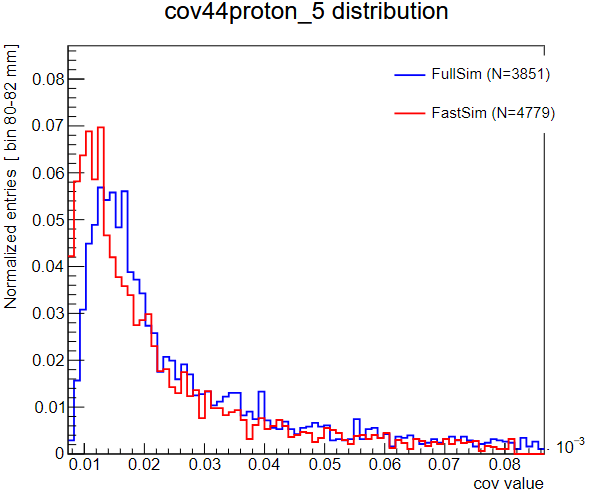 cov44proton_5 distribution
Normalized entries [ bin 80-82 mm]
FullSim (N=3851)
FastSim (N=4779)
0.08
0.07
0.06
0.05
0.04
0.03
0.02
0.01
0
0.01 0.02 0.03 0.04 0.05 0.06 0.07 0.08
10⁻³
cov value